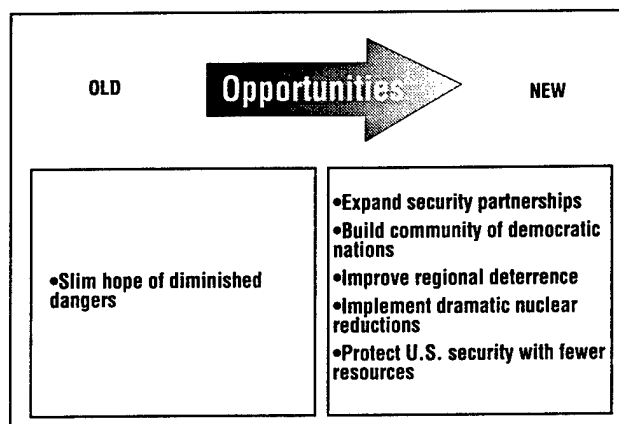 OLD
Opportunities
NEW
•Slim hope of diminished
dangers
•Expand security partnerships
•Build community of democratic
nations
•Improve regional deterrence
•Implement dramatic nuclear
reductions
•Protect U.S. security with fewer
resources